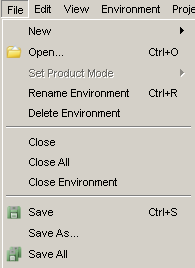 File Edit View Environment Proje
New
Open... Ctrl+O
Set Product Mode
Rename Environment Ctrl+R
Delete Environment
Close
Close All
Close Environment
Save Ctrl+S
Save As...
Save All